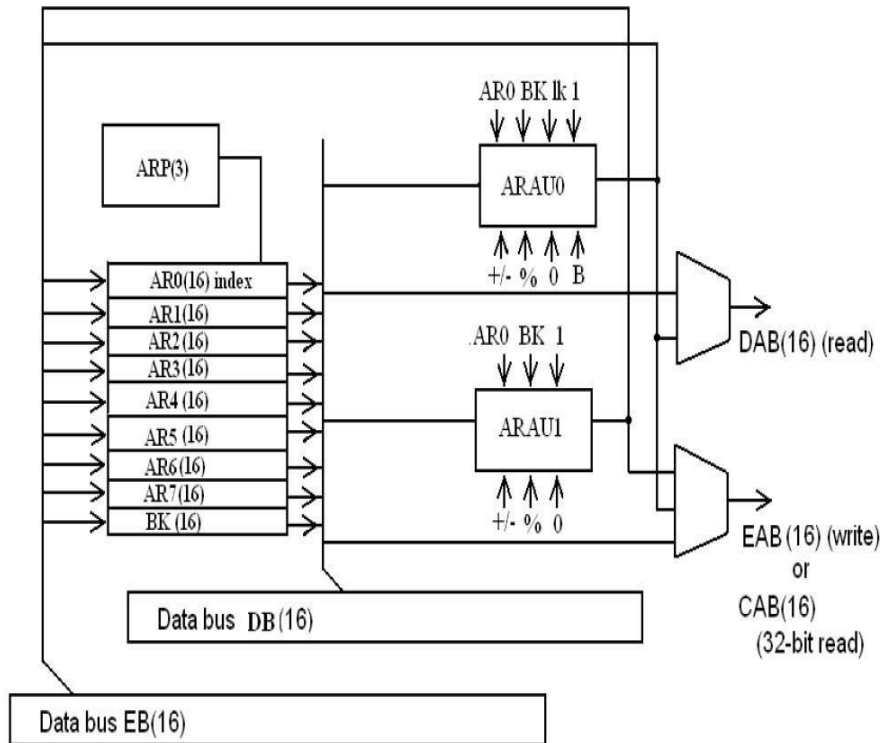 AR0 BK lk 1
ARP(3)
ARAU0
+/- % 0 B
AR0(16) index
AR1(16)
AR2(16)
AR3(16)
AR4(16)
AR5(16)
AR6(16)
AR7(16)
BK(16)
DAB(16) (read)
.AR0 BK 1
ARAU1
+/- % 0
EAB (16) (write)
or
CAB(16)
(32-bit read)
Data bus DB(16)
Data bus EB(16)